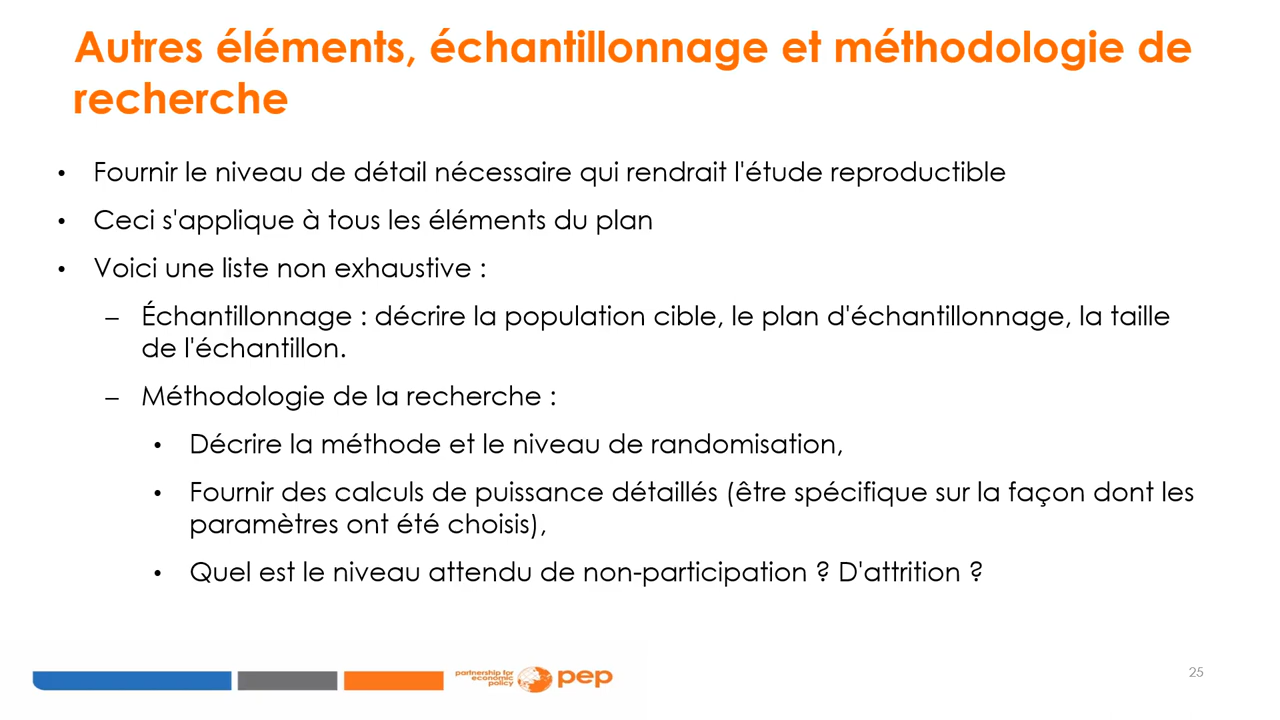 Autres éléments, échantillonnage et méthodologie de
recherche
• Fournir le niveau de détail nécessaire qui rendrait l'étude reproductible
• Ceci s'applique à tous les éléments du plan
• Voici une liste non exhaustive :
– Échantillonnage : décrire la population cible, le plan d'échantillonnage, la taille
de l'échantillon.
– Méthodologie de la recherche :
• Décrire la méthode et le niveau de randomisation,
• Fournir des calculs de puissance détaillés (être spécifique sur la façon dont les
paramètres ont été choisis),
• Quel est le niveau attendu de non-participation ? D'attrition ?
partnership for
economic
policy
pep
25